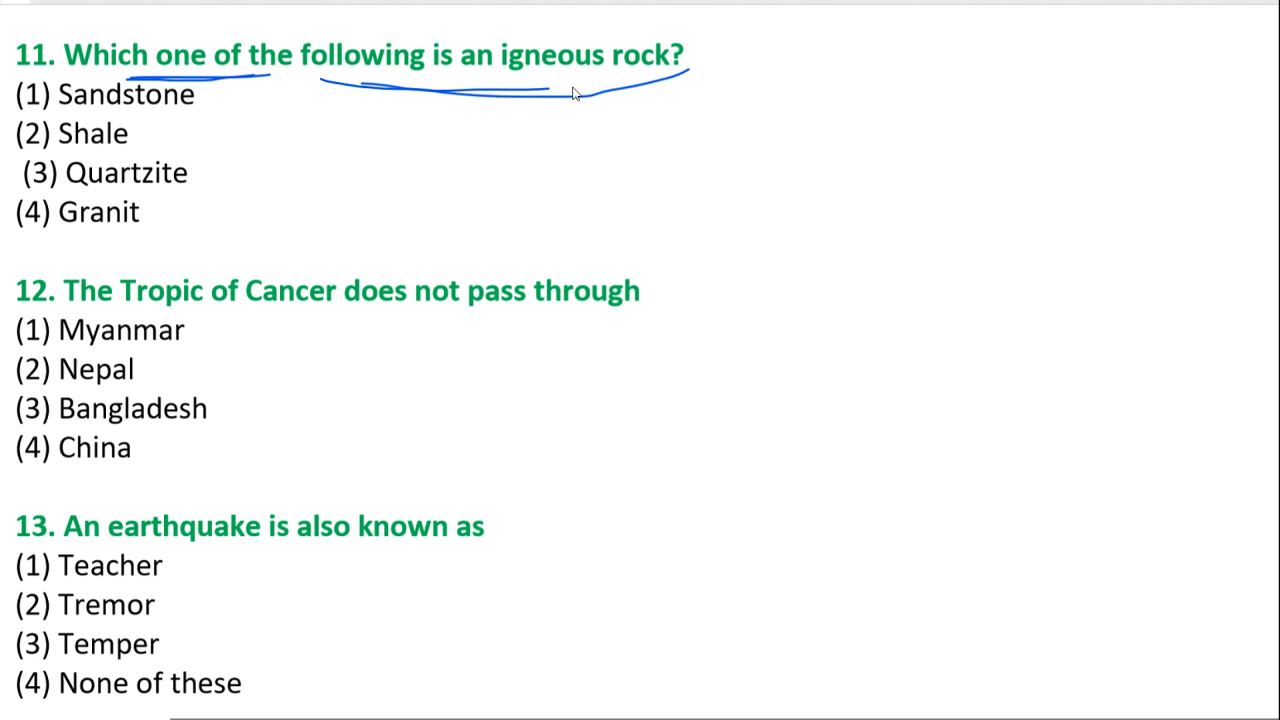 11. Which one of the following is an igneous rock?
(1) Sandstone
(2) Shale
(3) Quartzite
(4) Granit
12. The Tropic of Cancer does not pass through
(1) Myanmar
(2) Nepal
(3) Bangladesh
(4) China
13. An earthquake is also known as
(1) Teacher
(2) Tremor
(3) Temper
(4) None of these